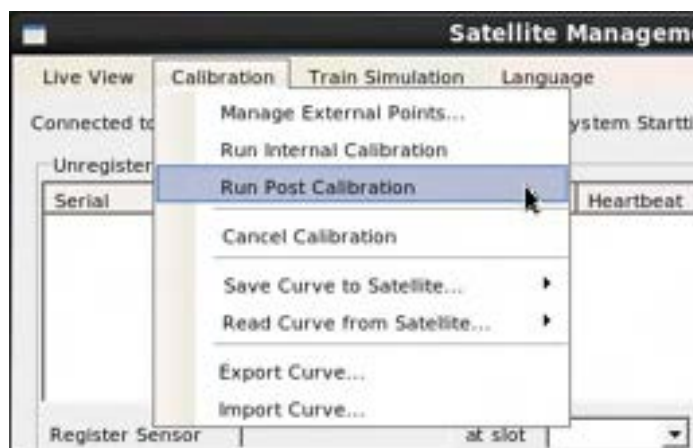 Satellite Managem
Live View Calibration Train Simulation Language
Connected to ystem Startti
Manage External Points...
Run Internal Calibration
Unregister
Run Post Calibration
Serial Heartbeat
Cancel Calibration
Save Curve to Satellite...
Read Curve from Satellite...
Export Curve...
Import Curve...
Register Sensor at slot